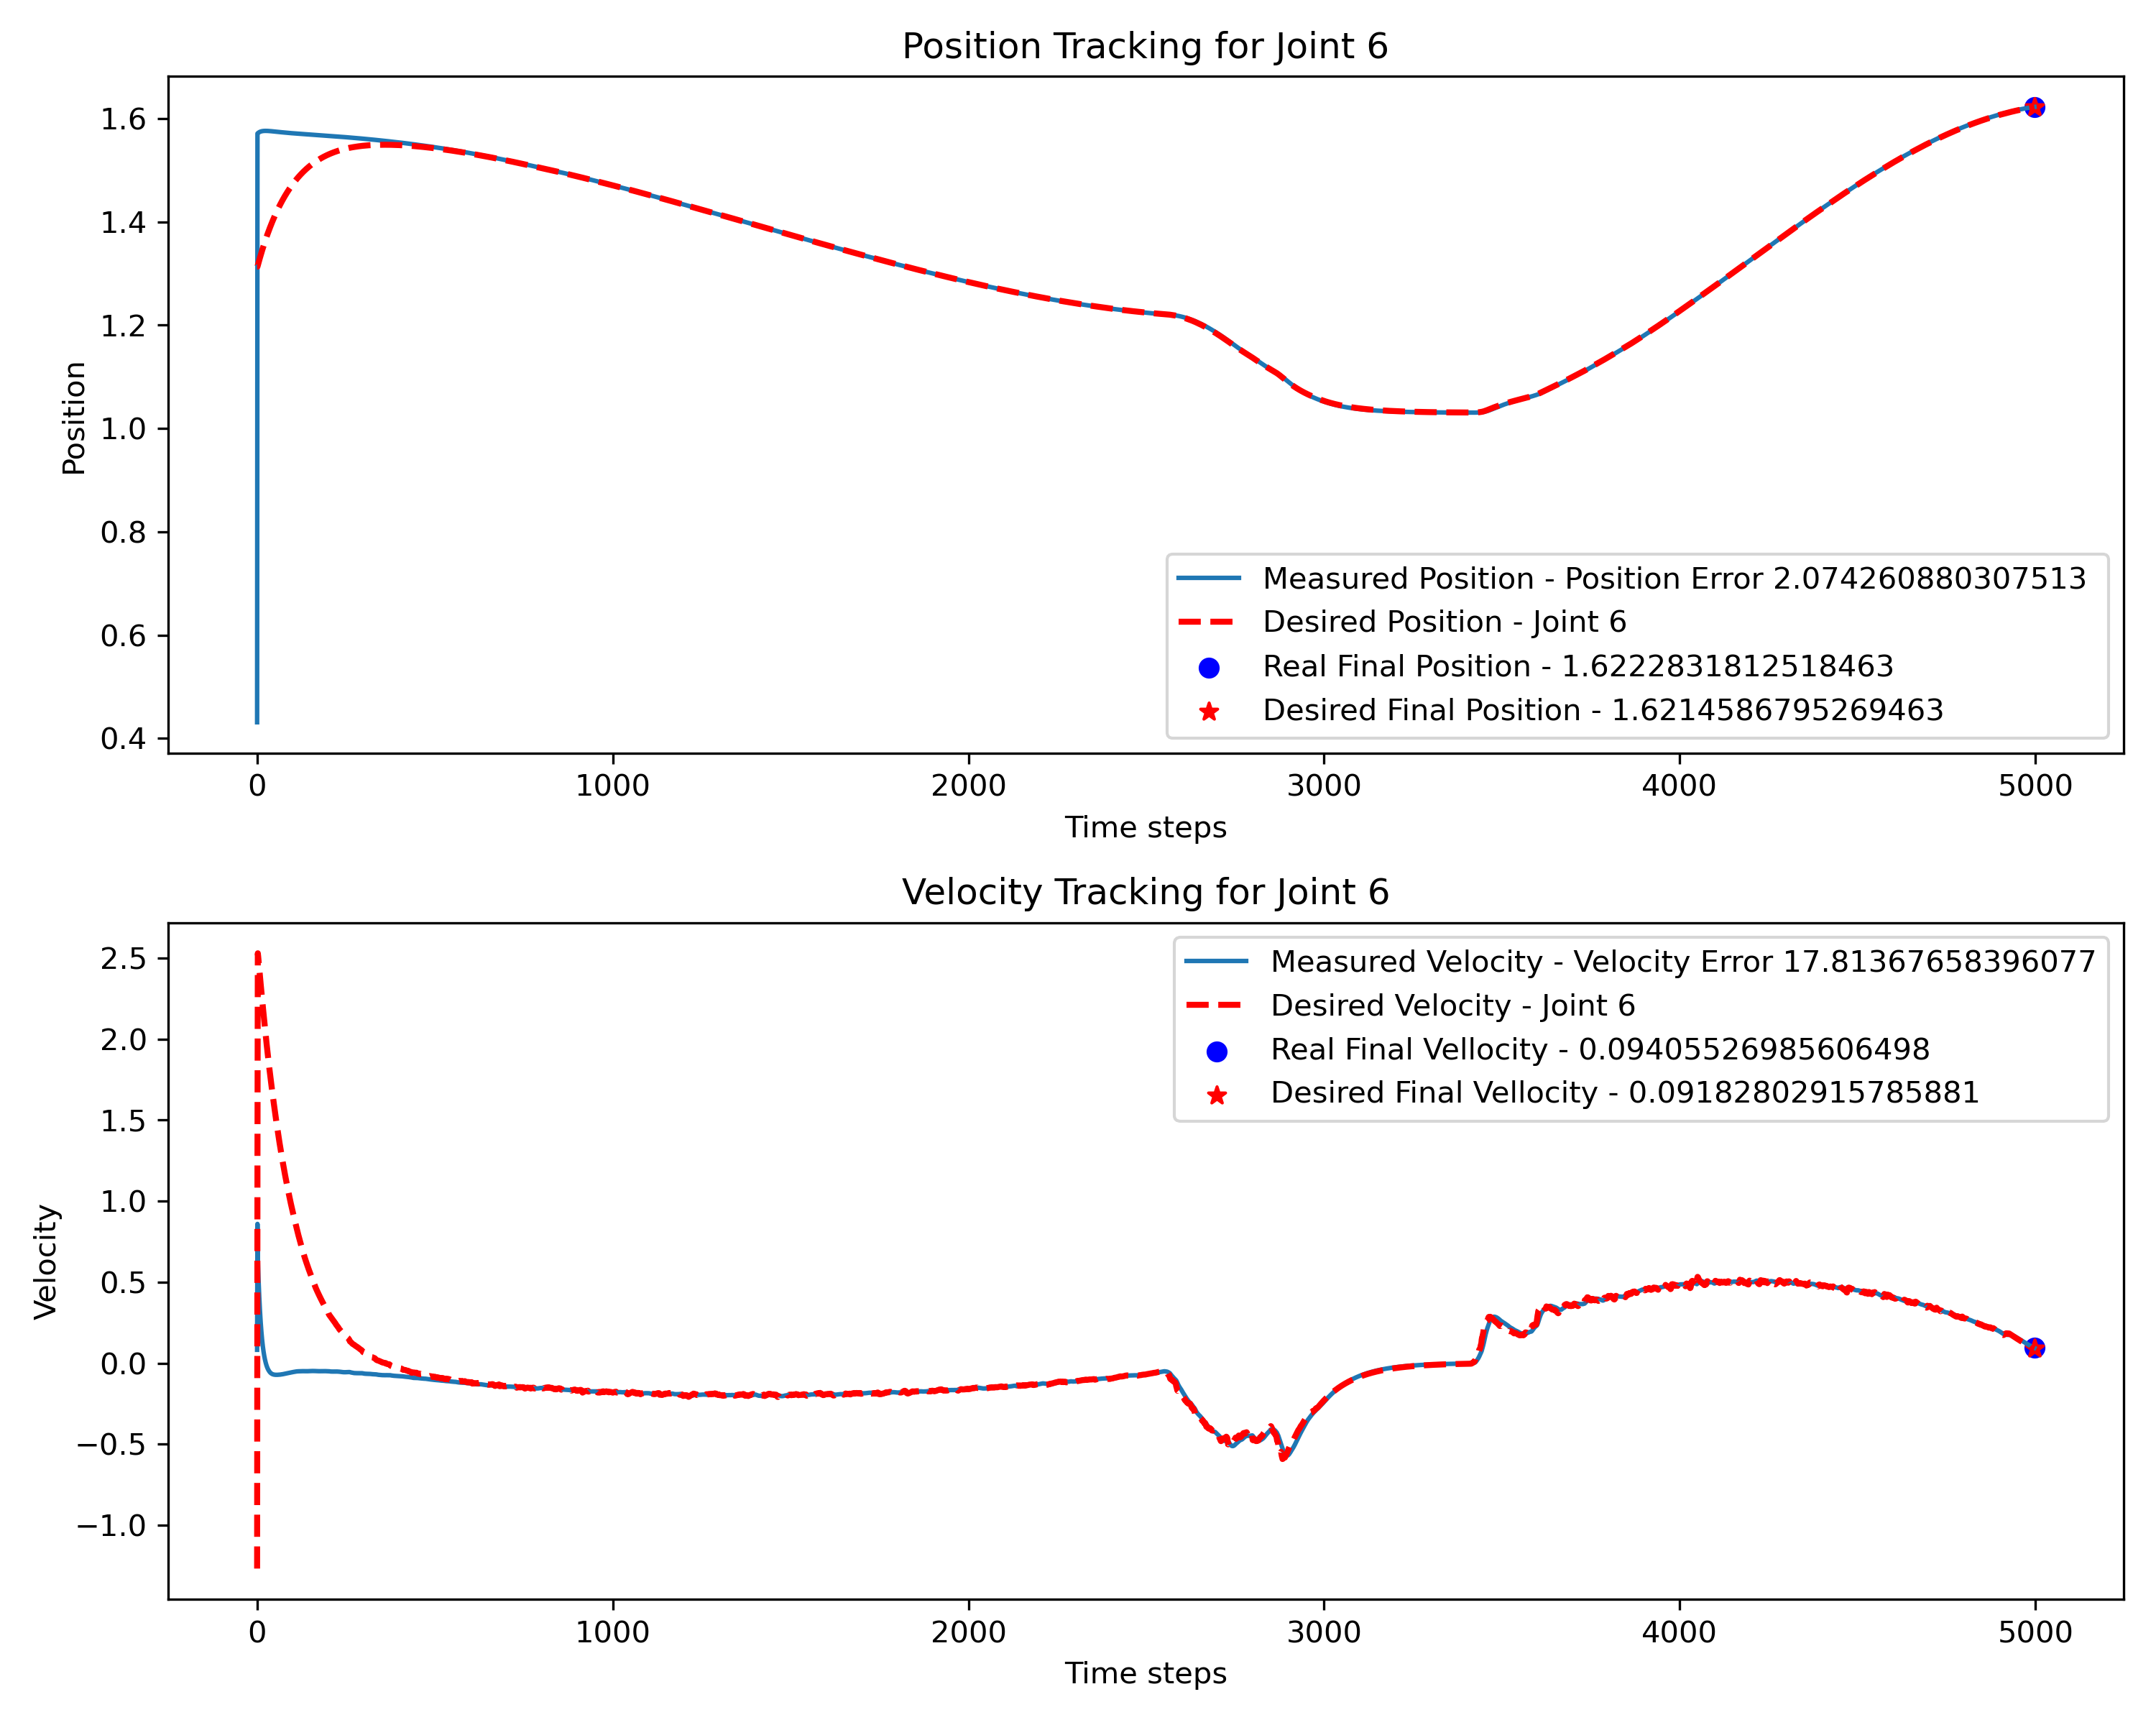 Position Tracking for Joint 6
1.6
1.4
1.2
1.0
0.8
0.6
0.4
Position
Measured Position - Position Error 2.074260880307513
Desired Position - Joint 6
Real Final Position - 1.6222831812518463
Desired Final Position - 1.6214586795269463
0 1000 2000 3000 4000 5000
Time steps
Velocity Tracking for Joint 6
2.5
2.0
1.5
1.0
0.5
0.0
−0.5
−1.0
Velocity
Measured Velocity - Velocity Error 17.81367658396077
Desired Velocity - Joint 6
Real Final Vellocity - 0.09405526985606498
Desired Final Vellocity - 0.09182802915785881
0 1000 2000 3000 4000 5000
Time steps